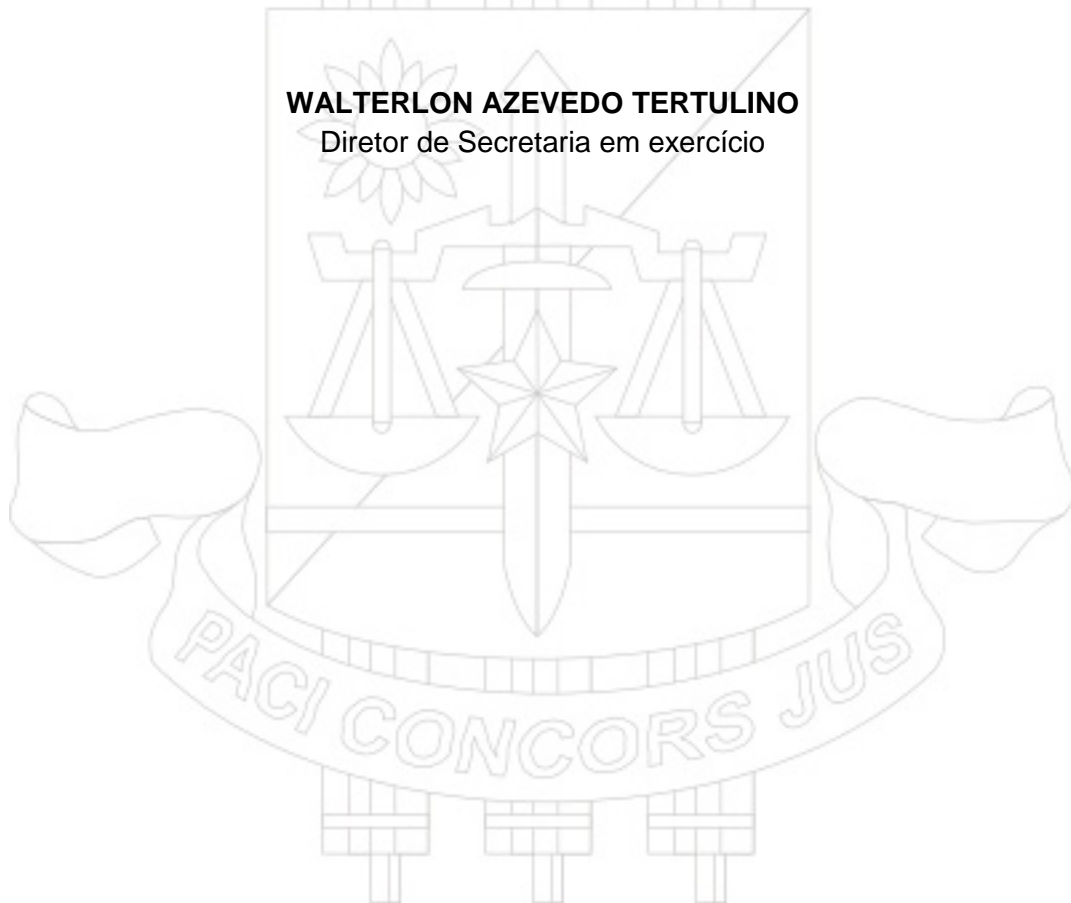 WALTERLON AZEVEDO TERTULINO
Diretor de Secretaria em exercício
PACI CONCORS JUS